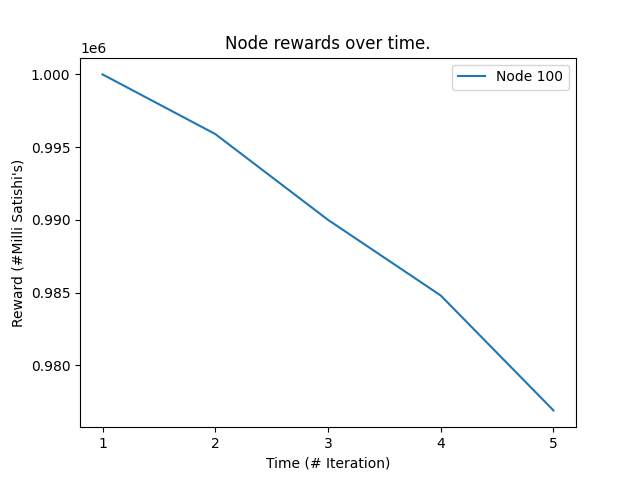 Node rewards over time.
1e6
Node 100
1.000
0.995
0.990
0.985
0.980
Reward (#Milli Satishi's)
1 2 3 4 5
Time (# Iteration)